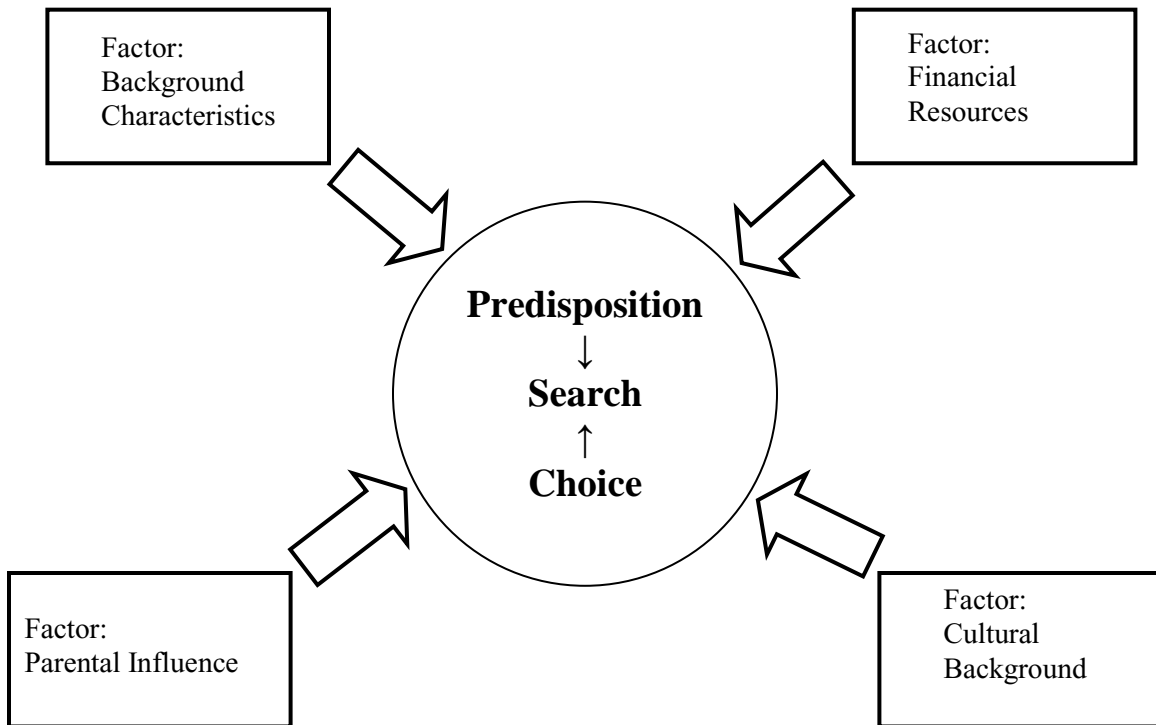 Factor:
Background
Characteristics
Factor:
Financial
Resources
Predisposition
↓
Search
↑
Choice
Factor:
Parental Influence
Factor:
Cultural
Background